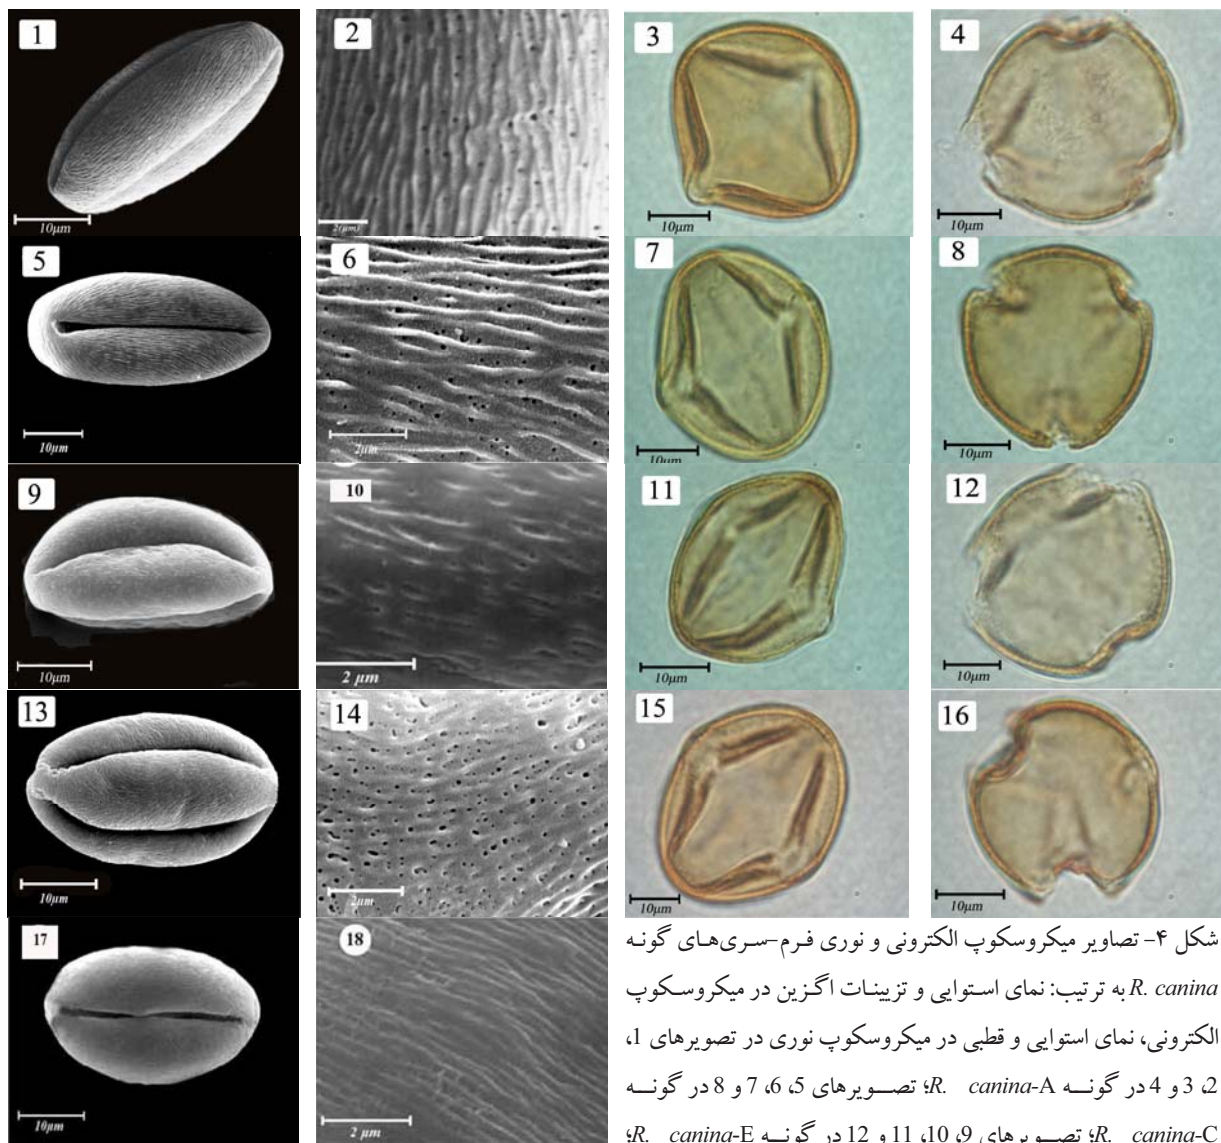 1
2
3
4
10µm
2(µm)
10µm
10µm
5
6
7
8
10µm
2µm
10µm
10µm
9
10
11
12
10µm
2 µm
10µm
10µm
13
14
15
16
10µm
2µm
10µm
10µm
17
18
10µm
2 µm
شکل ۴- تصاویر میکروسکوپ الکترونی و نوری فرم-سری‌های گونه
R. canina به ترتیب: نمای استوایی و تزیینات اگزین در میکروسکوپ
الکترونی، نمای استوایی و قطبی در میکروسکوپ نوری در تصویرهای 1،
2، 3 و 4 در گونه R. canina-A؛ تصویرهای 5، 6، 7 و 8 در گونه
R. canina-C؛ تصویرهای 9، 10، 11 و 12 در گونه R. canina-E؛